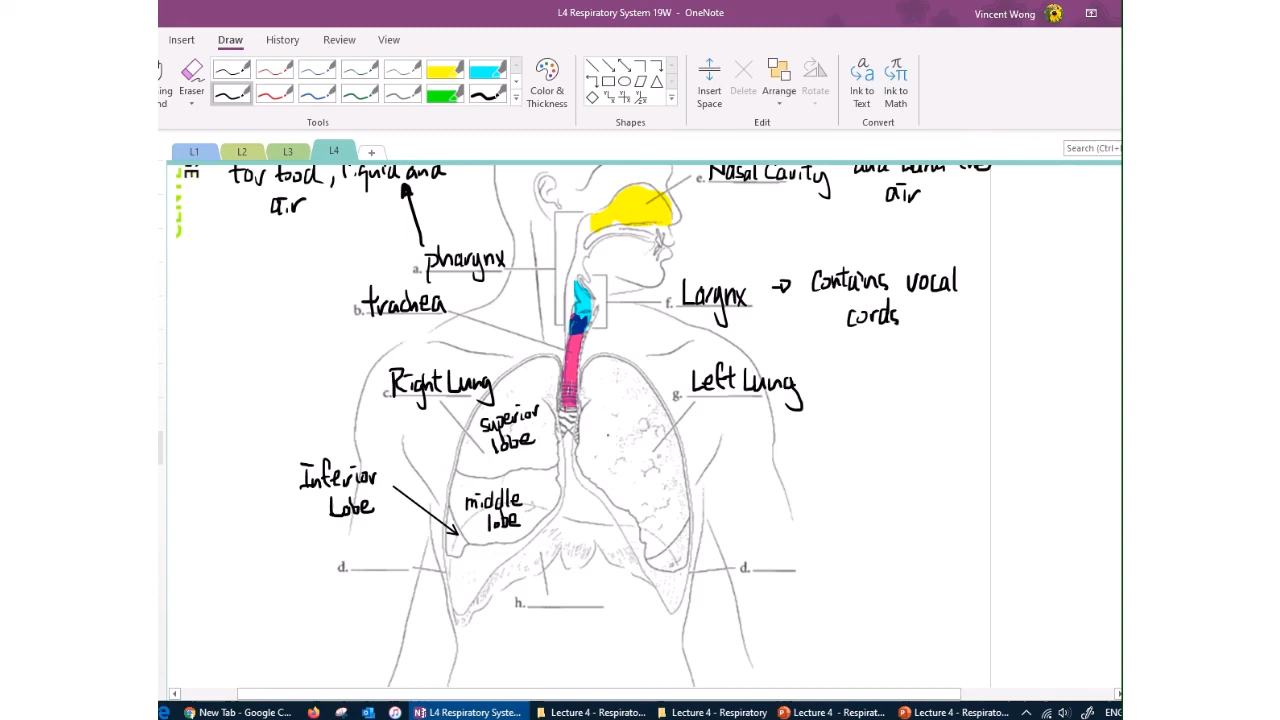 L4 Respiratory System 19W - OneNote
Vincent Wong
Insert Draw History Review View
Eraser
Color &
Thickness
Insert
Space
Delete
Arrange
Rotate
Ink to
Text
Ink to
Math
Tools
Shapes
Edit
Convert
L1 L2 L3 L4
Search (Ctrl+
for food, liquid and
air
e. Nasal Cavity
air
a. pharynx
b. trachea
f. Larynx → contains vocal
cords
c. Right Lung
g. Left Lung
superior
lobe
Inferior
Lobe
middle
lobe
d.
d.
h.
New Tab - Google C...
L4 Respiratory Syste...
Lecture 4 - Respirato...
Lecture 4 - Respiratory
Lecture 4 - Respirat...
Lecture 4 - Respirato...
ENG